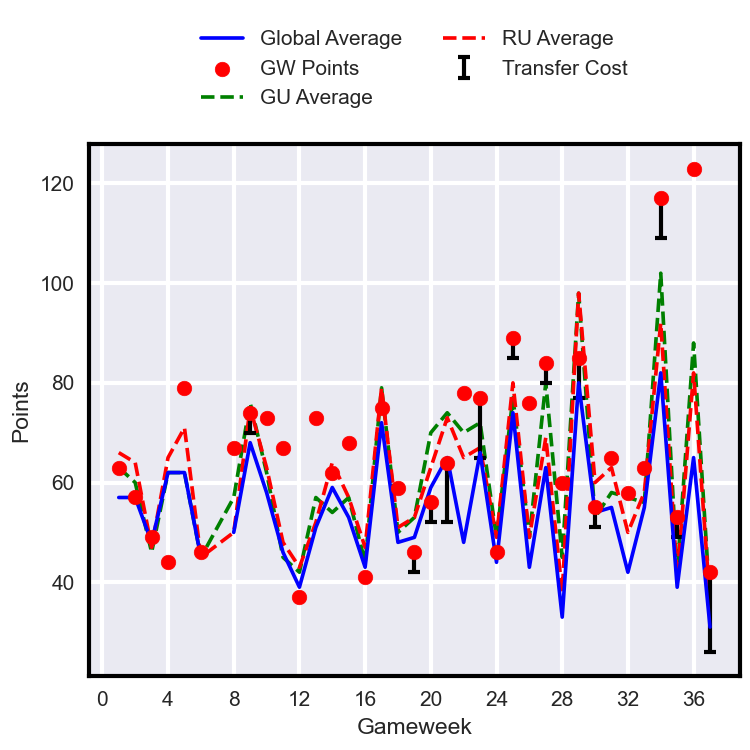 Global Average
GW Points
GU Average
RU Average
Transfer Cost
120
100
80
60
40
Points
0 4 8 12 16 20 24 28 32 36
Gameweek